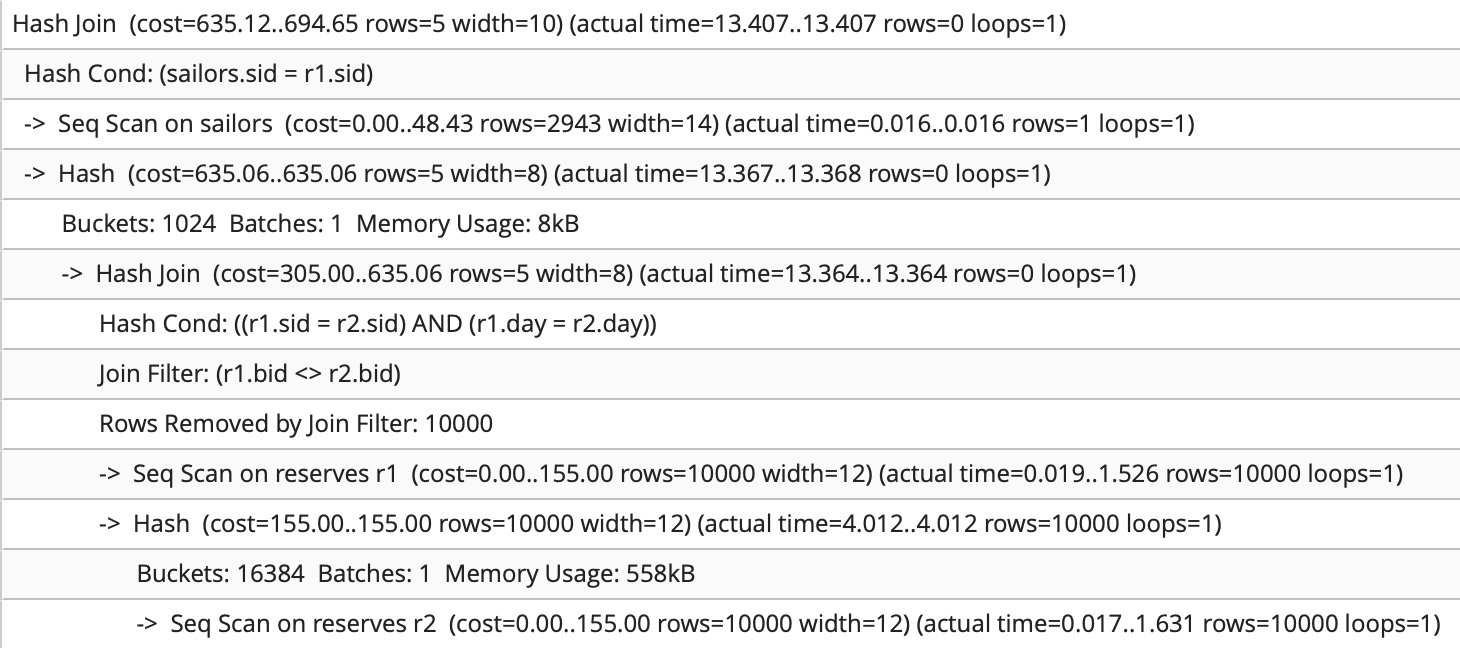 Hash Join (cost=635.12..694.65 rows=5 width=10) (actual time=13.407..13.407 rows=0 loops=1)
Hash Cond: (sailors.sid = r1.sid)
-> Seq Scan on sailors (cost=0.00..48.43 rows=2943 width=14) (actual time=0.016..0.016 rows=1 loops=1)
-> Hash (cost=635.06..635.06 rows=5 width=8) (actual time=13.367..13.368 rows=0 loops=1)
Buckets: 1024 Batches: 1 Memory Usage: 8kB
-> Hash Join (cost=305.00..635.06 rows=5 width=8) (actual time=13.364..13.364 rows=0 loops=1)
Hash Cond: ((r1.sid = r2.sid) AND (r1.day = r2.day))
Join Filter: (r1.bid <> r2.bid)
Rows Removed by Join Filter: 10000
-> Seq Scan on reserves r1 (cost=0.00..155.00 rows=10000 width=12) (actual time=0.019..1.526 rows=10000 loops=1)
-> Hash (cost=155.00..155.00 rows=10000 width=12) (actual time=4.012..4.012 rows=10000 loops=1)
Buckets: 16384 Batches: 1 Memory Usage: 558kB
-> Seq Scan on reserves r2 (cost=0.00..155.00 rows=10000 width=12) (actual time=0.017..1.631 rows=10000 loops=1)